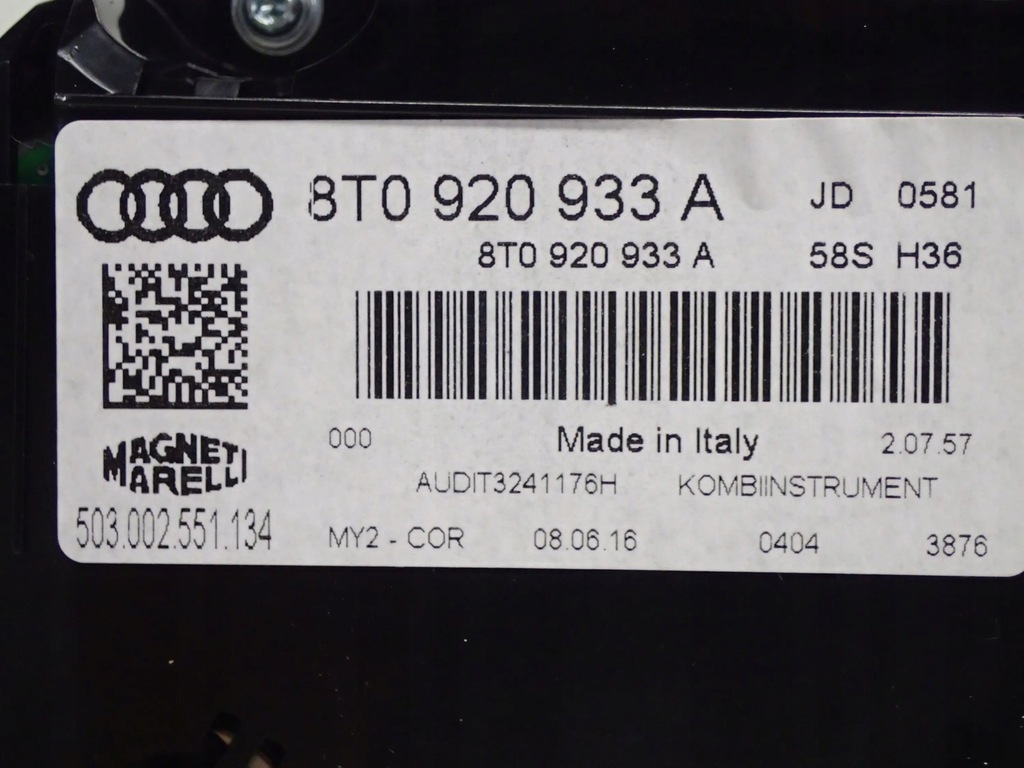 8T0 920 933 A JD 0581
8T0 920 933 A 58S H36
000 Made in Italy 2.07.57
MAGNETI
MARELLI
AUDIT3241176H KOMBIINSTRUMENT
503.002.551.134 MY2 - COR 08.06.16 0404 3876